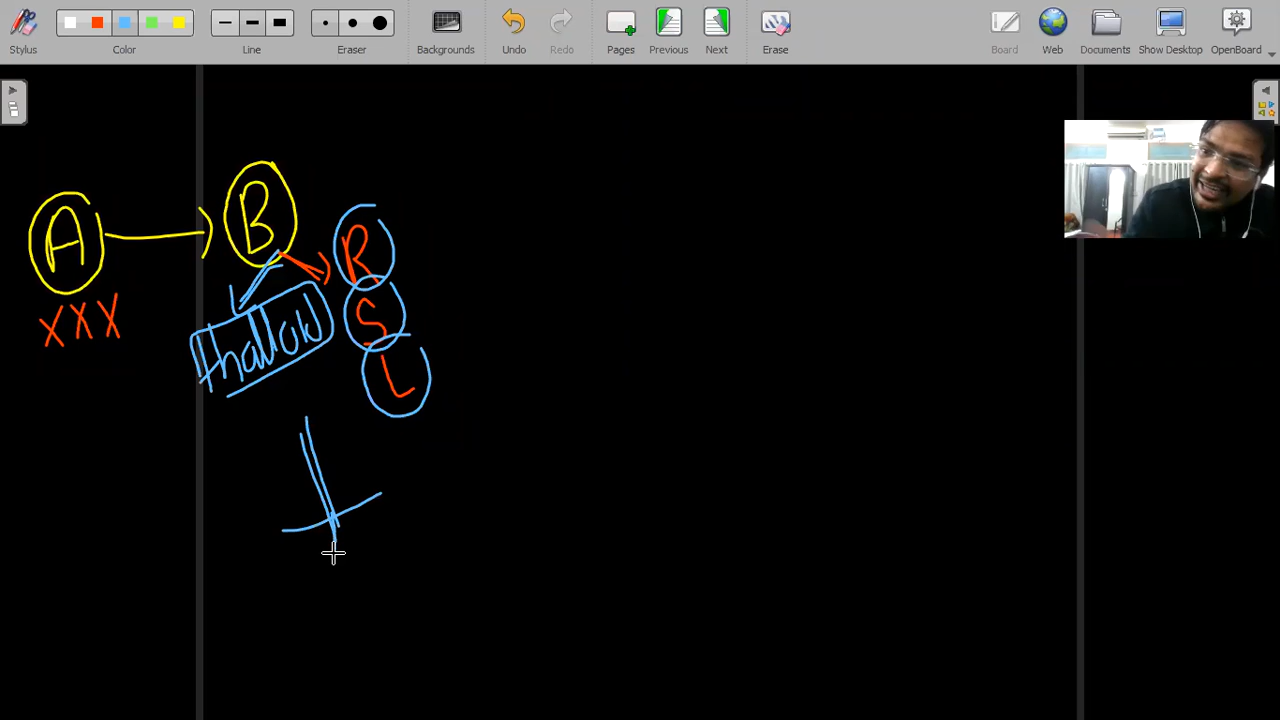 Stylus
Color
Line
Eraser
Backgrounds
Undo
Redo
Pages
Previous
Next
Erase
Board
Web
Documents
Show Desktop
OpenBoard
A
B
R
S
L
XXX
thallow